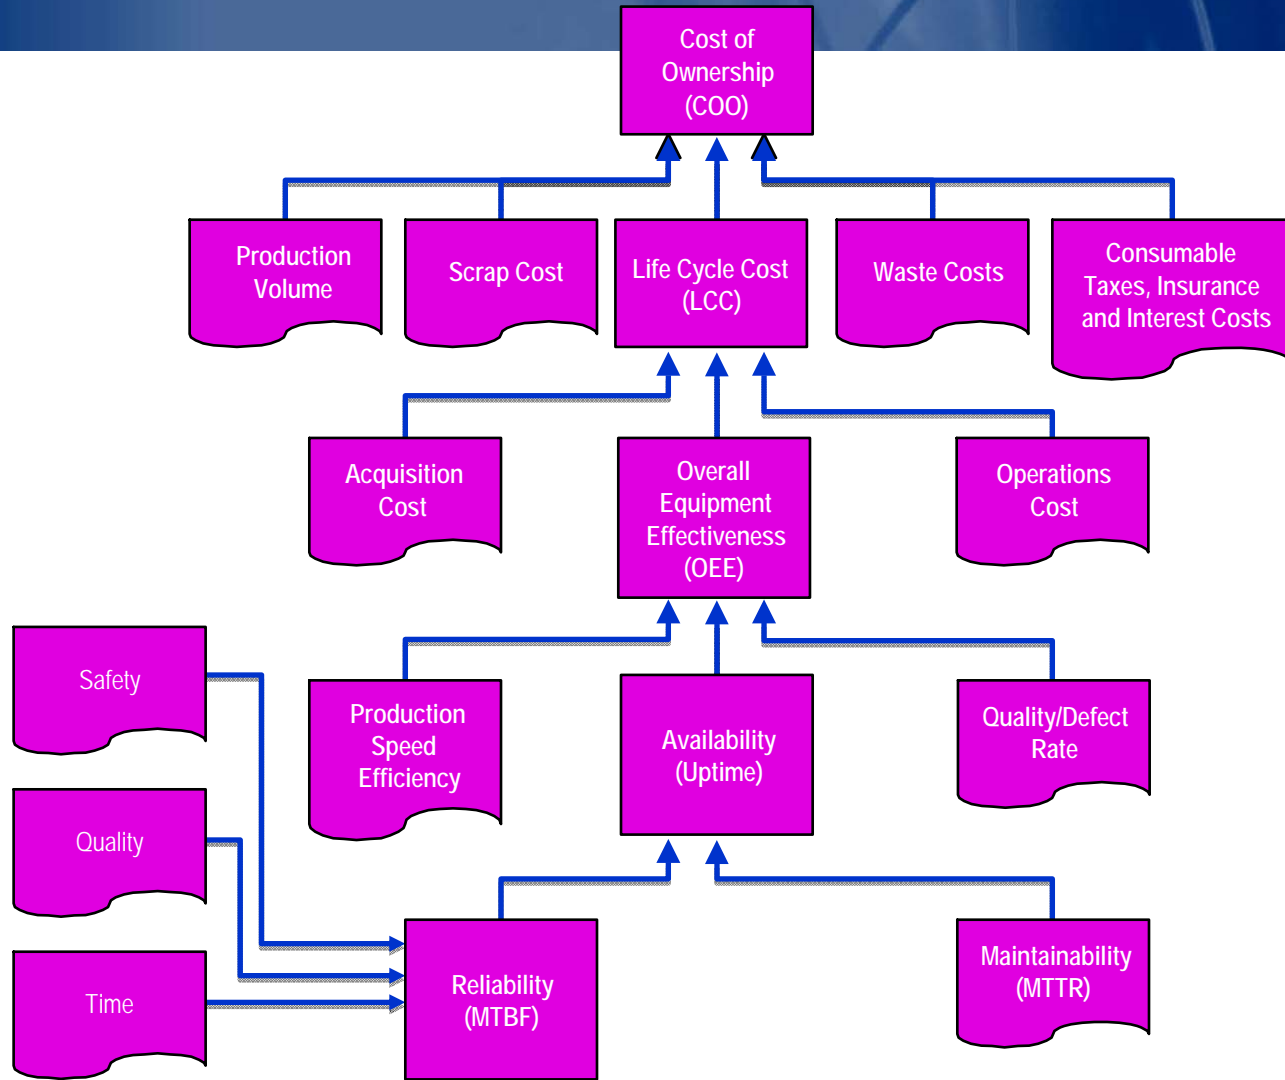 Cost of
Ownership
(COO)
Production
Volume
Scrap Cost
Life Cycle Cost
(LCC)
Waste Costs
Consumable
Taxes, Insurance
and Interest Costs
Acquisition
Cost
Overall
Equipment
Effectiveness
(OEE)
Operations
Cost
Safety
Production
Speed
Efficiency
Availability
(Uptime)
Quality/Defect
Rate
Quality
Time
Reliability
(MTBF)
Maintainability
(MTTR)